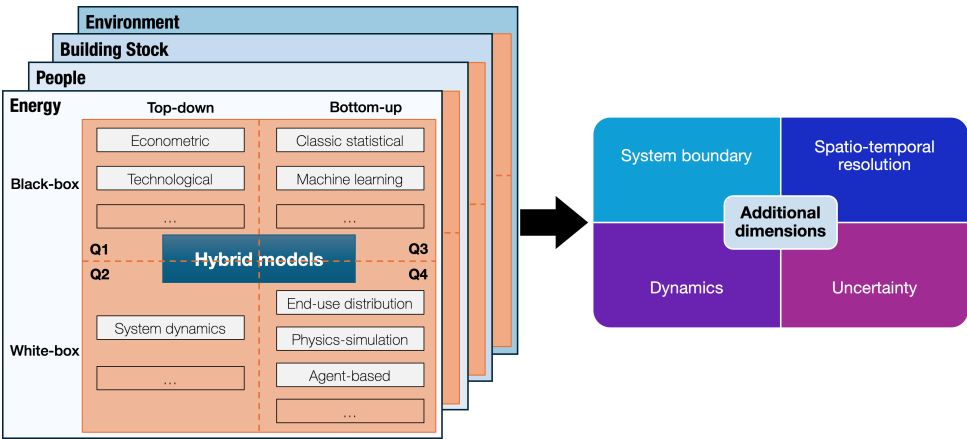 Environment
Building Stock
People
Energy
Top-down
Bottom-up
Black-box
Econometric
Technological
...
Classic statistical
Machine learning
...
Q1
Q3
Hybrid models
Q2
Q4
White-box
System dynamics
...
End-use distribution
Physics-simulation
Agent-based
...
System boundary
Spatio-temporal
resolution
Additional
dimensions
Dynamics
Uncertainty